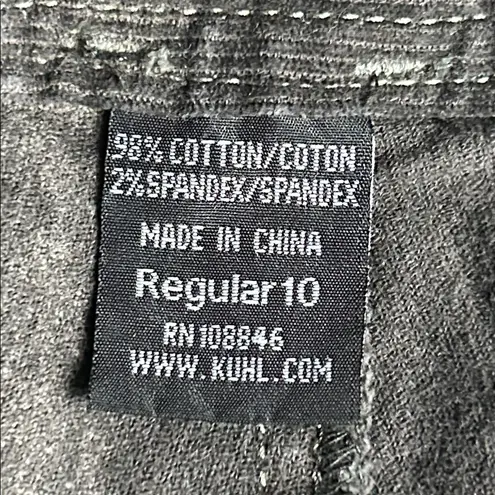 98% COTTON/COTON
2% SPANDEX/SPANDEX
MADE IN CHINA
Regular 10
RN 108846
WWW.KUHL.COM